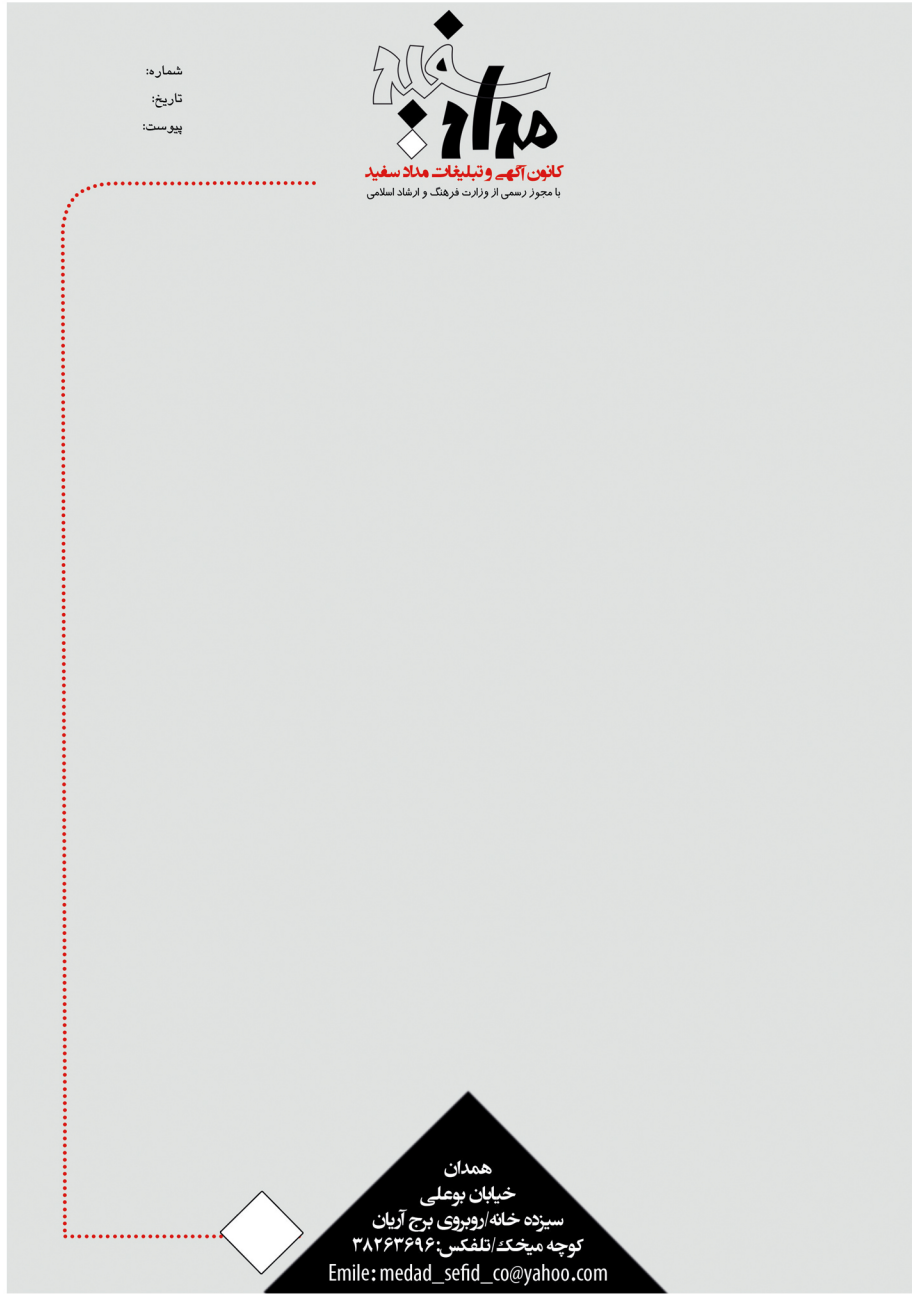 سفید
مداد
کانون آگهی و تبلیغات مداد سفید
با مجوز رسمی از وزارت فرهنگ و ارشاد اسلامی
شماره:
تاریخ:
پیوست:
همدان
خیابان بوعلی
سیزده خانه/روبروی برج آریان
کوچه میخک/تلفکس:۳۸۲۶۳۶۹۶
Emile: medad_sefid_co@yahoo.com